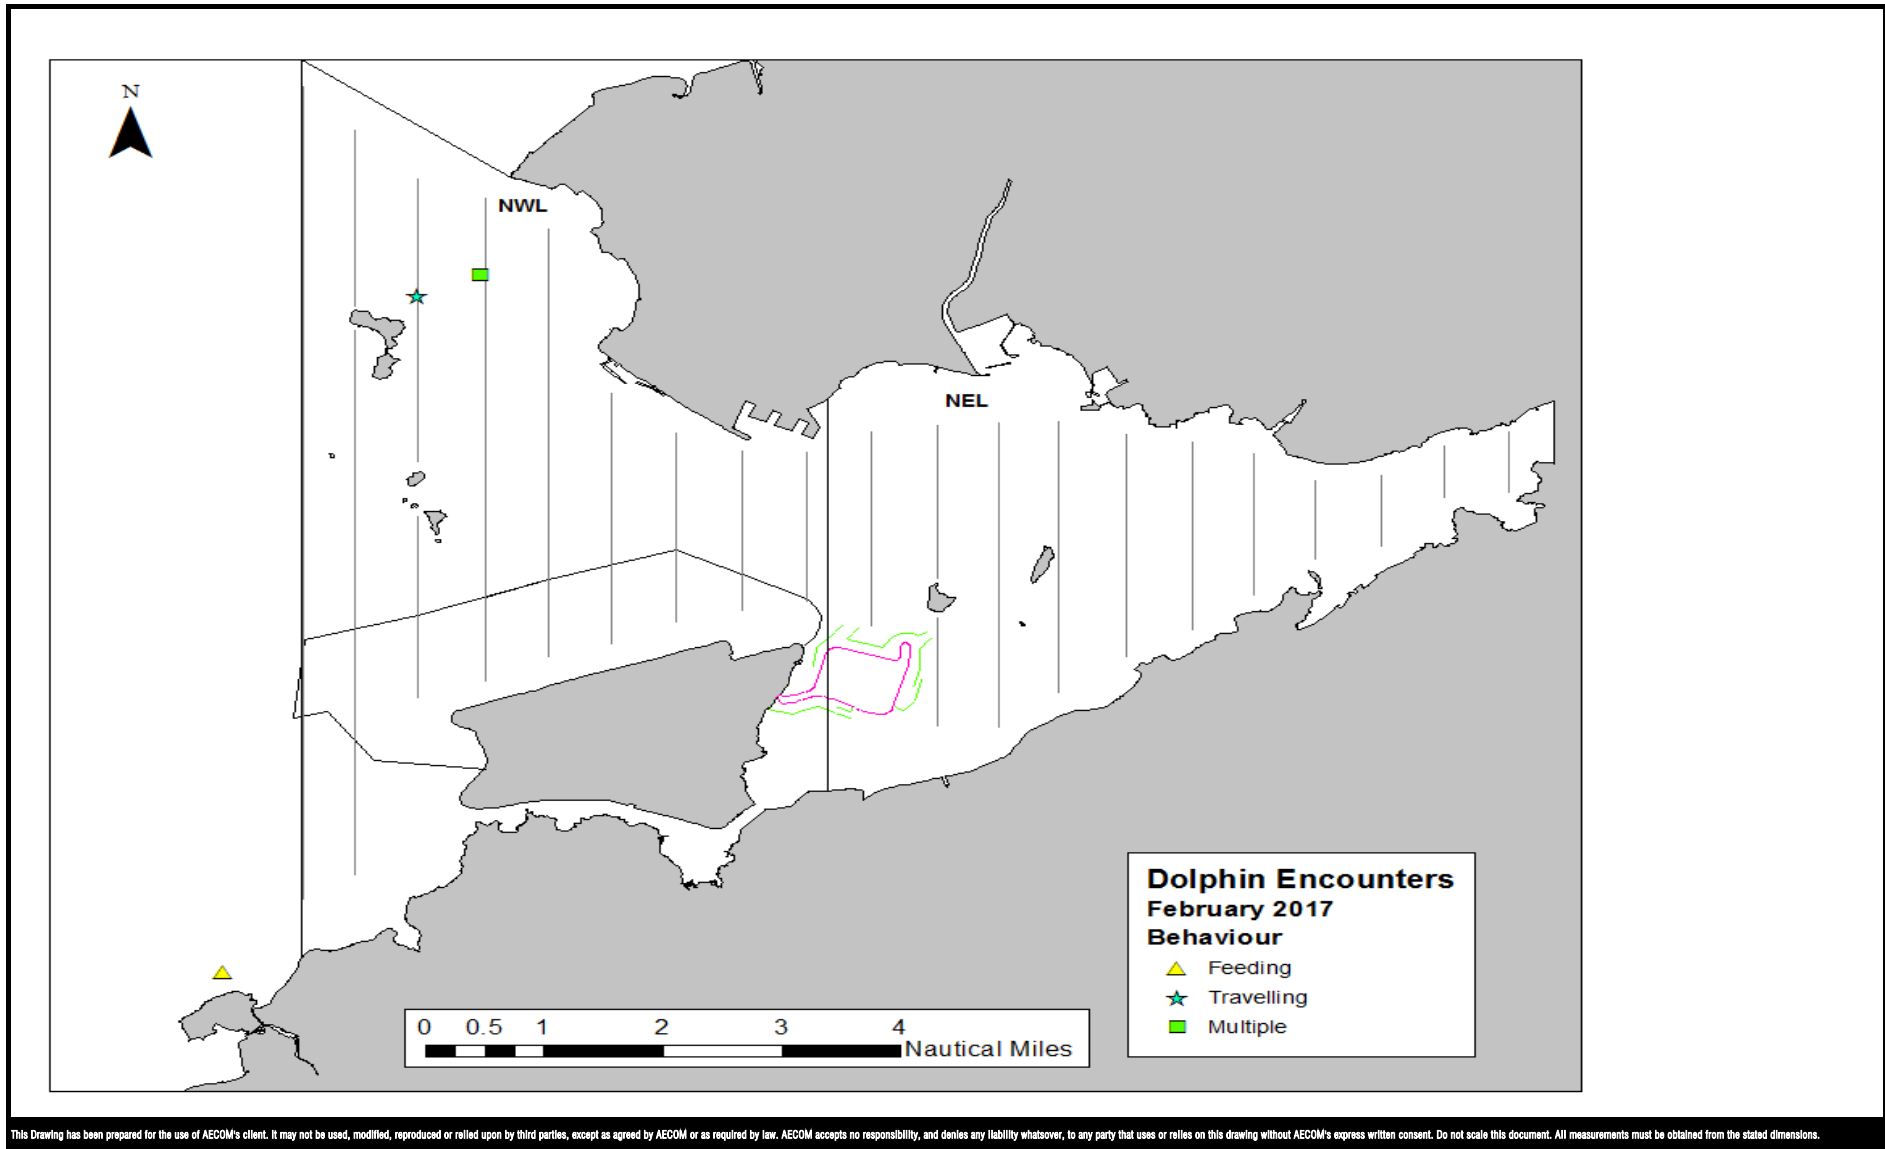 N
NWL
NEL
Dolphin Encounters
February 2017
Behaviour
Feeding
Travelling
Multiple
0 0.5 1 2 3 4
Nautical Miles
This Drawing has been prepared for the use of AECOM's client. It may not be used, modified, reproduced or relied upon by third parties, except as agreed by AECOM or as required by law. AECOM accepts no responsibility, and denies any liability whatsover, to any party that uses or relies on this drawing without AECOM's express written consent. Do not scale this document. All measurements must be obtained from the stated dimensions.